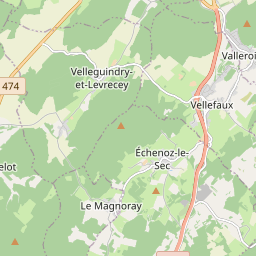 Valleroi
Velleguindry-
et-Levrecey
474
Vellefaux
Échenoz-le-
Sec
elot
Le Magnoray